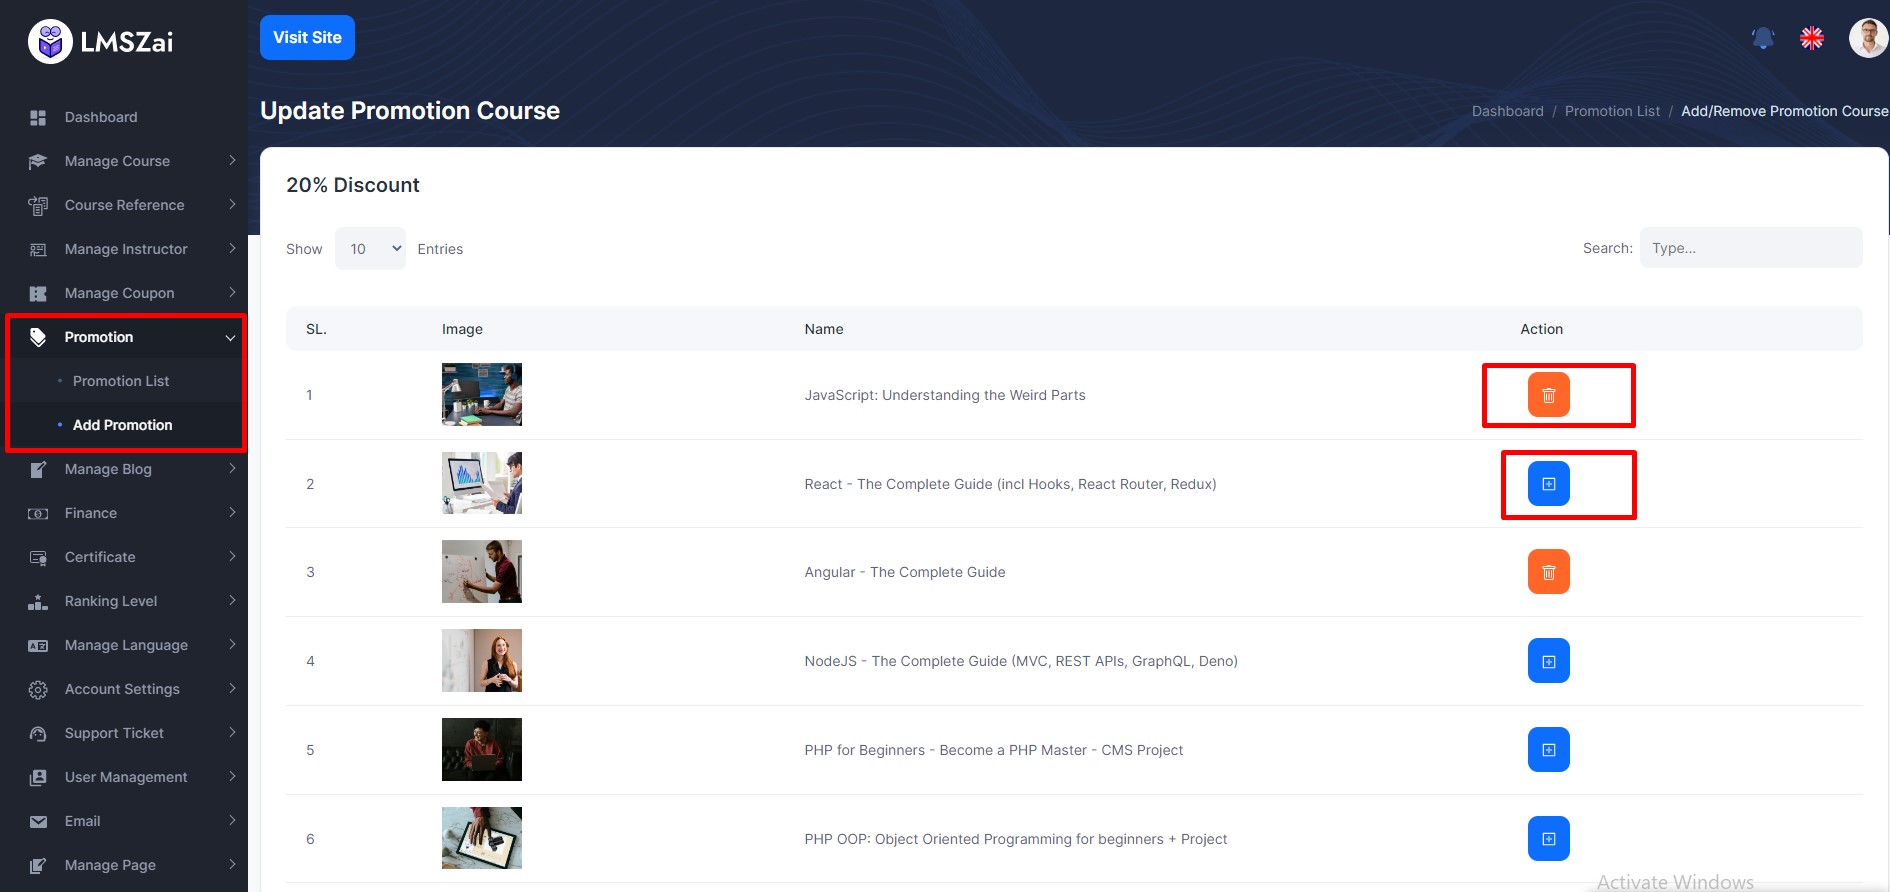 LMSZai
Visit Site
Dashboard
Manage Course
Course Reference
Manage Instructor
Manage Coupon
Promotion
Promotion List
Add Promotion
Manage Blog
Finance
Certificate
Ranking Level
Manage Language
Account Settings
Support Ticket
User Management
Email
Manage Page
Update Promotion Course
Dashboard / Promotion List / Add/Remove Promotion Course
20% Discount
Show 10 Entries
Search: Type...
SL. Image Name Action
1 JavaScript: Understanding the Weird Parts
2 React - The Complete Guide (incl Hooks, React Router, Redux)
3 Angular - The Complete Guide
4 NodeJS - The Complete Guide (MVC, REST APIs, GraphQL, Deno)
5 PHP for Beginners - Become a PHP Master - CMS Project
6 PHP OOP: Object Oriented Programming for beginners + Project
Activate Windows